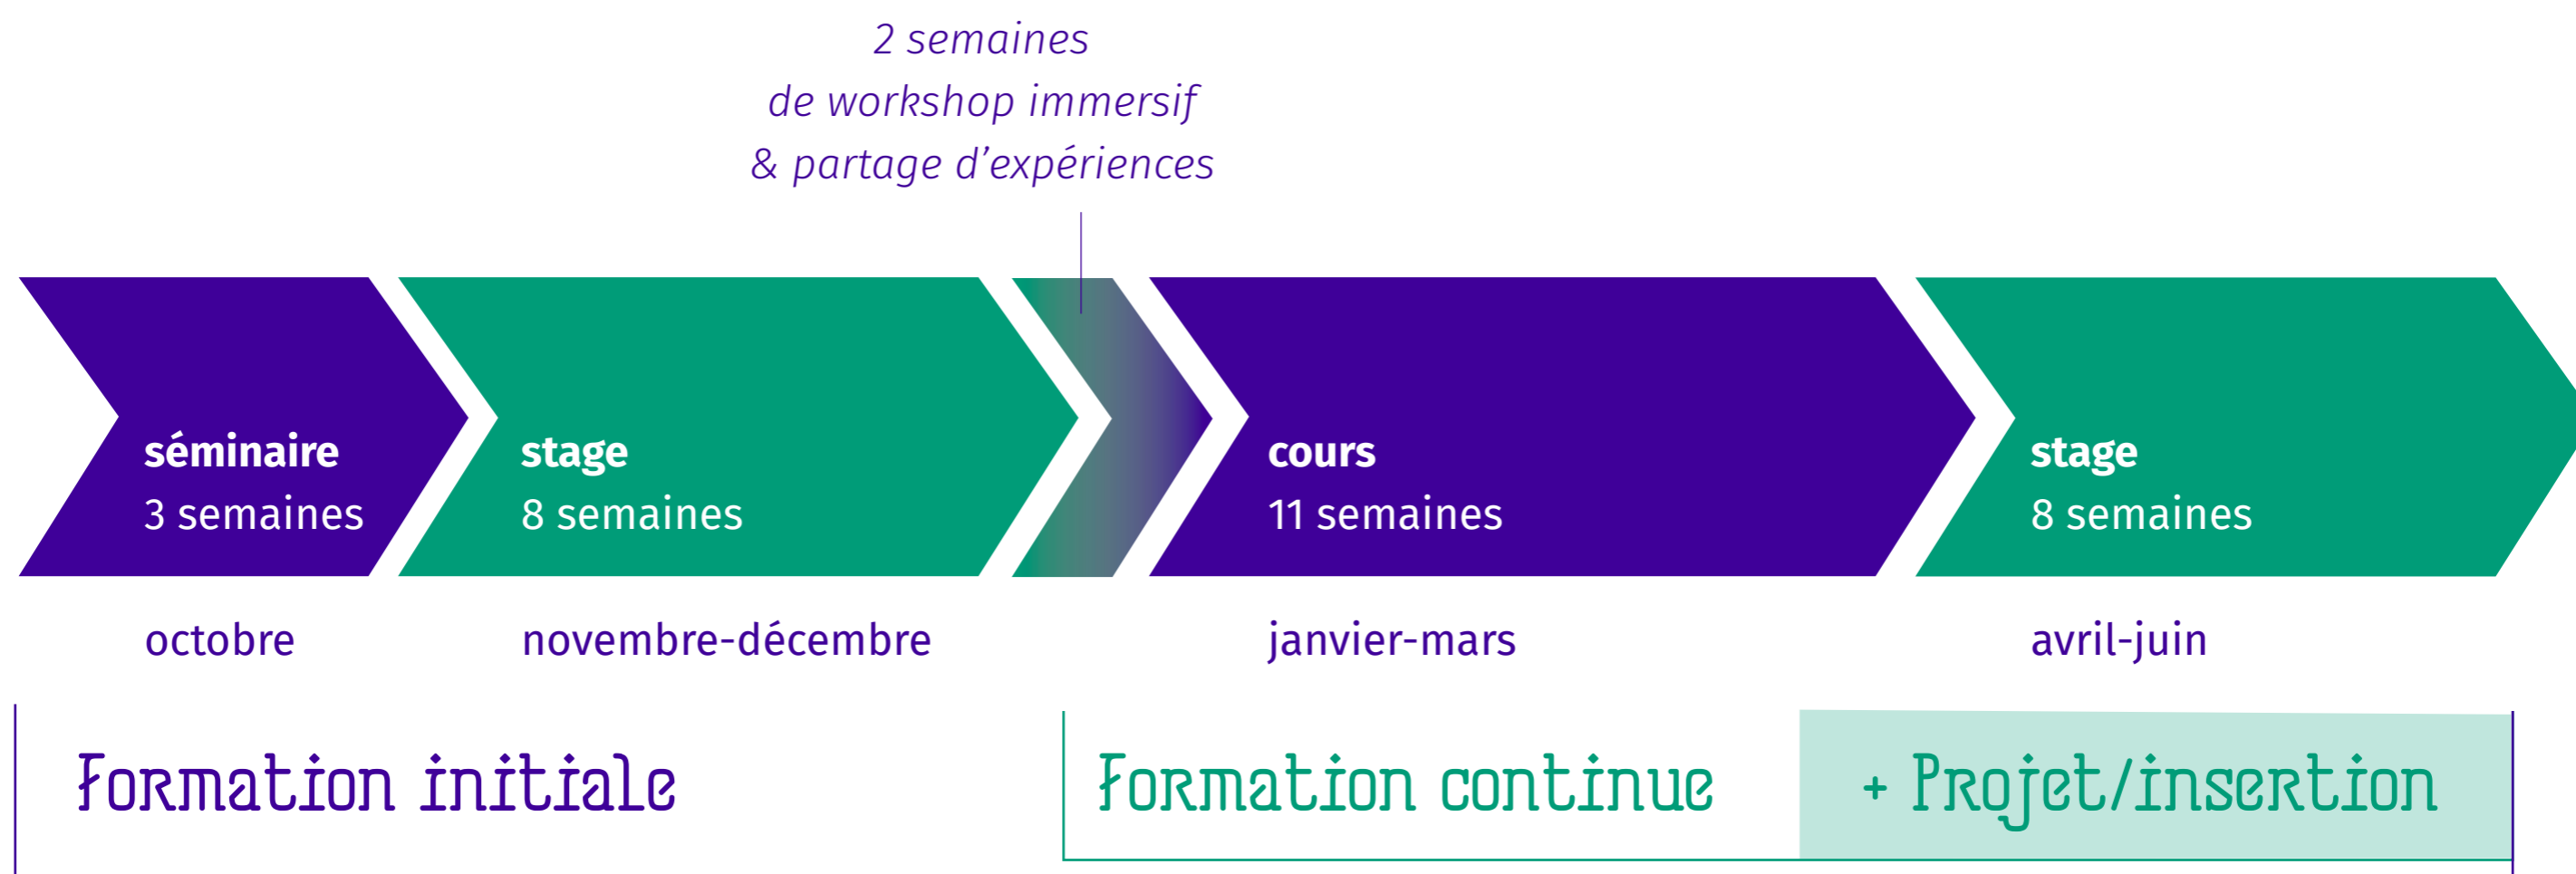 2 semaines
de workshop immersif
& partage d’expériences
séminaire
3 semaines
stage
8 semaines
cours
11 semaines
stage
8 semaines
octobre
novembre-décembre
janvier-mars
avril-juin
Formation initiale
Formation continue
+ Projet/insertion